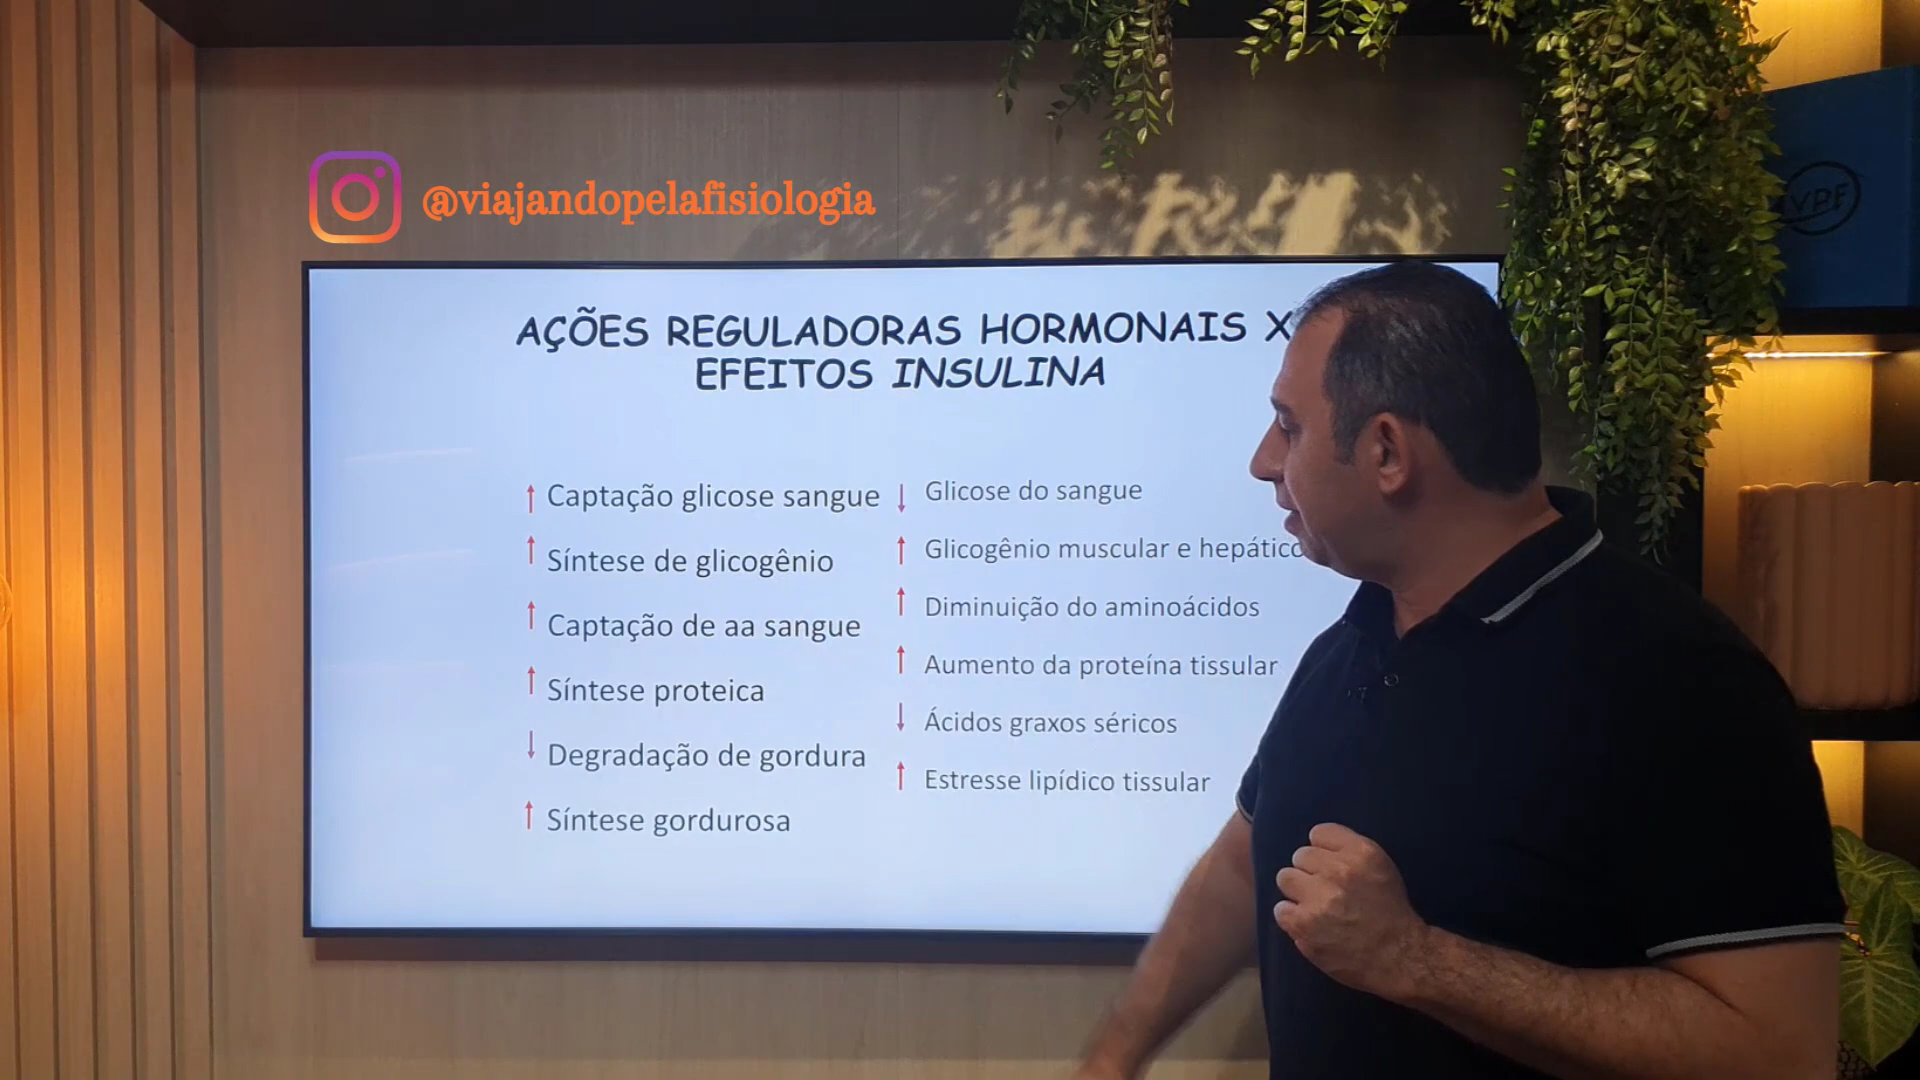 @viajandopelafisiologia
VPF
AÇÕES REGULADORAS HORMONAIS X
EFEITOS INSULINA
↑ Captação glicose sangue
↑ Síntese de glicogênio
↑ Captação de aa sangue
↑ Síntese proteica
↓ Degradação de gordura
↑ Síntese gordurosa
↓ Glicose do sangue
↑ Glicogênio muscular e hepático
↑ Diminuição do aminoácidos
↑ Aumento da proteína tissular
↓ Ácidos graxos séricos
↑ Estresse lipídico tissular